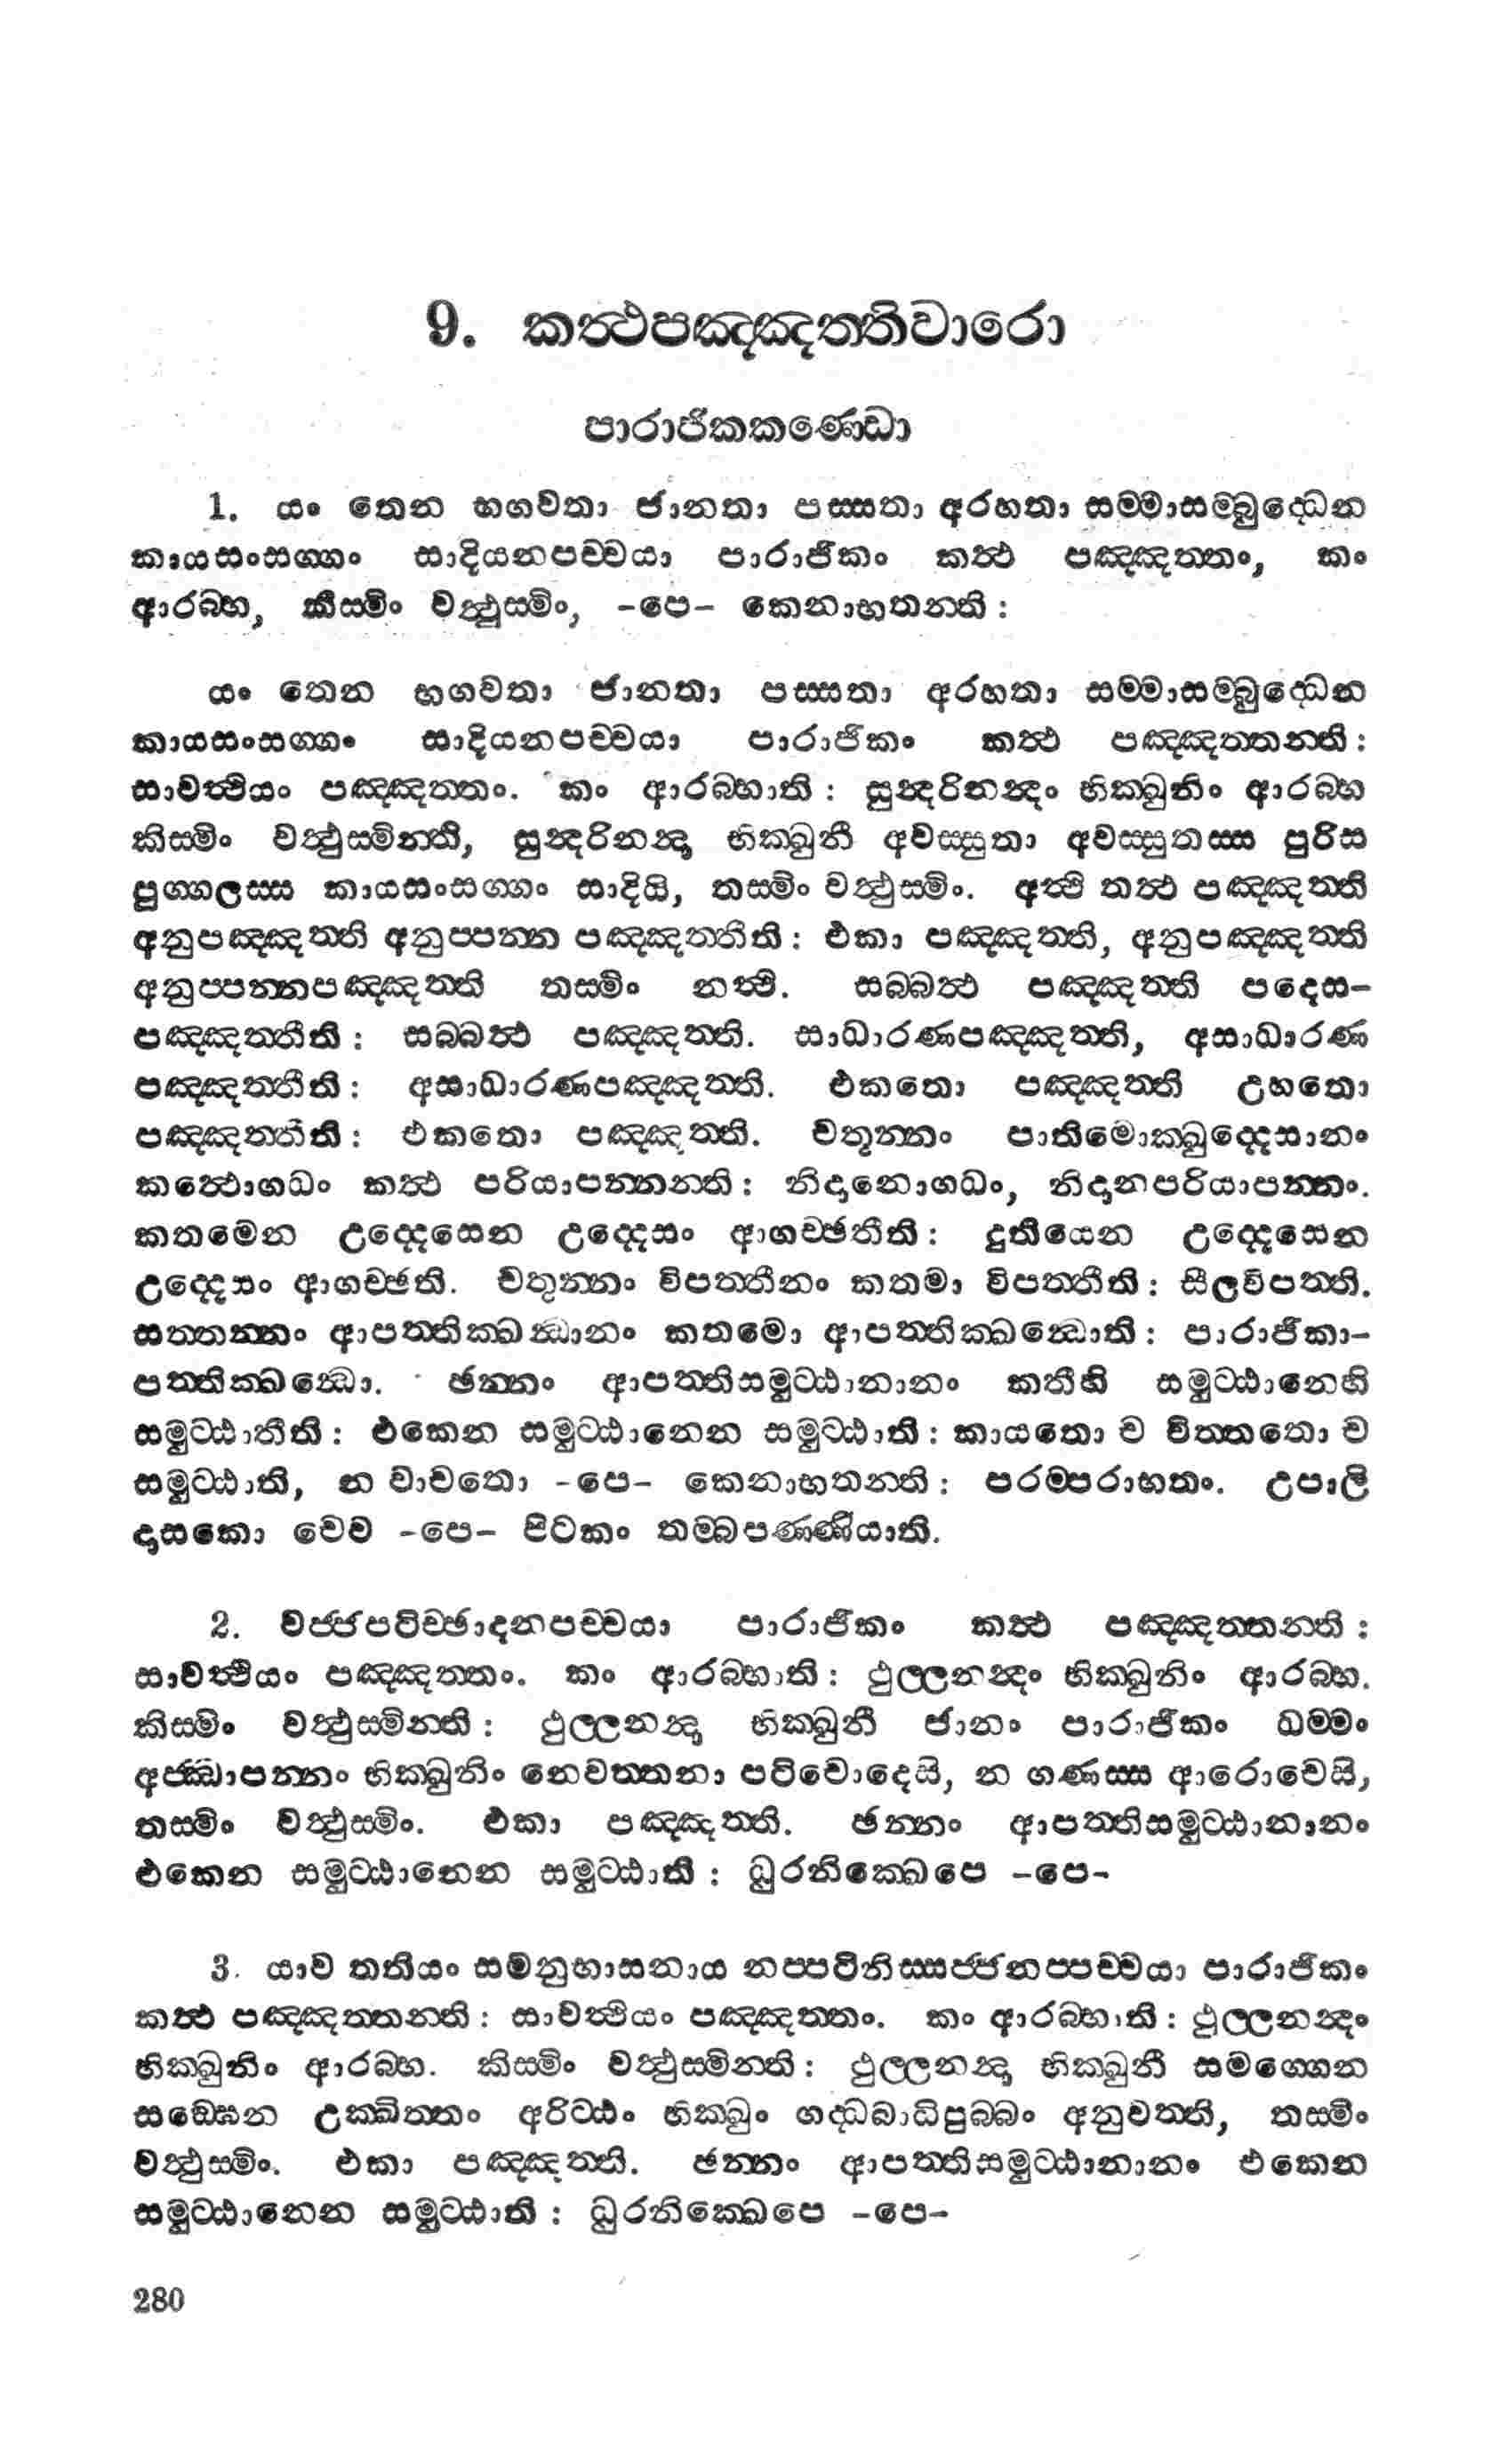 9. කත්‍ථපඤ්ඤත්තිවාරො
පාරාජිකකණ්ඩො
1. යං තෙන භගවතා ජානතා පස්සතා අරහතා සම්මාසම්බුද්ධෙන
කායසංසග්ගං සාදියනපච්චයා පාරාජිකං කත්‍ථ පඤ්ඤත්තං, කං
ආරබ්භ, කිස්මිං වත්‍ථුස්මිං, -පෙ- කෙනාභතන්ති:
යං තෙන භගවතා ජානතා පස්සතා අරහතා සම්මාසම්බුද්ධෙන
කායසංසග්ගං සාදියනපච්චයා පාරාජිකං කත්‍ථ පඤ්ඤත්තන්ති:
සාවත්‍ථියං පඤ්ඤත්තං. කං ආරබ්භාති: සුන්‍දරිනන්‍දං භික්ඛුනිං ආරබ්භ
කිස්මිං වත්‍ථුස්මින්ති, සුන්‍දරිනන්‍දා භික්ඛුනී අවස්සුතා අවස්සුතස්ස පුරිස
පුග්ගලස්ස කායසංසග්ගං සාදියි, තස්මිං වත්‍ථුස්මිං. අත්‍ථි තත්‍ථ පඤ්ඤත්ති
අනුපඤ්ඤත්ති අනුප්පන්න පඤ්ඤත්තීති: එකා පඤ්ඤත්ති, අනුපඤ්ඤත්ති
අනුප්පන්නපඤ්ඤත්ති තස්මිං නත්‍ථි. සබ්බත්‍ථ පඤ්ඤත්ති පදෙස-
පඤ්ඤත්තීති: සබ්බත්‍ථ පඤ්ඤත්ති. සාධාරණපඤ්ඤත්ති, අසාධාරණ
පඤ්ඤත්තීති: අසාධාරණපඤ්ඤත්ති. එකතො පඤ්ඤත්ති උභතො
පඤ්ඤත්තීති: එකතො පඤ්ඤත්ති. චතූන්නං පාතිමොක්ඛුද්දෙසානං
කත්‍ථොගධං කත්‍ථ පරියාපන්නන්ති: නිදානොගධං, නිදානපරියාපන්නං.
කතමෙන උද්දෙසෙන උද්දෙසං ආගච්ඡතීති: දුතියෙන උද්දෙසෙන
උද්දෙසං ආගච්ඡති. චතුන්නං විපත්තීනං කතමා විපත්තීති: සීලවිපත්ති.
සත්තන්නං ආපත්තික්ඛන්‍ධානං කතමො ආපත්තික්ඛන්‍ධොති: පාරාජිකා-
පත්තික්ඛන්‍ධො. ඡන්නං ආපත්තිසමුට්ඨානානං කතීහි සමුට්ඨානෙහි
සමුට්ඨාතීති: එකෙන සමුට්ඨානෙන සමුට්ඨාති: කායතො ච චිත්තතො ච
සමුට්ඨාති, න වාචතො -පෙ- කෙනාභතන්ති: පරම්පරාභතං. උපාලි
දාසකො චෙව -පෙ- පිටකං තම්බපණ්ණියාති.
2. වජ්ජපටිච්ඡාදනපච්චයා පාරාජිකං කත්‍ථ පඤ්ඤත්තන්ති:
සාවත්‍ථියං පඤ්ඤත්තං. කං ආරබ්භාති: ථුල්ලනන්‍දං භික්ඛුනිං ආරබ්භ.
කිස්මිං වත්‍ථුස්මින්ති: ථුල්ලනන්‍දා භික්ඛුනී ජානං පාරාජිකං ධම්මං
අජ්ඣාපන්නං භික්ඛුනිං නෙවත්තනා පටිචොදෙසි, න ගණස්ස ආරොචෙසි,
තස්මිං වත්‍ථුස්මිං. එකා පඤ්ඤත්ති. ඡන්නං ආපත්තිසමුට්ඨානානං
එකෙන සමුට්ඨානෙන සමුට්ඨාති: ධුරනික්ඛෙපෙ -පෙ-
3. යාව තතියං සමනුභාසනාය නප්පටිනිස්සජ්ජනප්පච්චයා පාරාජිකං
කත්‍ථ පඤ්ඤත්තන්ති: සාවත්‍ථියං පඤ්ඤත්තං. කං ආරබ්භාති: ථුල්ලනන්‍දං
භික්ඛුනිං ආරබ්භ. කිස්මිං වත්‍ථුස්මින්ති: ථුල්ලනන්‍දා භික්ඛුනී සමග්ගෙන
සඞ්ඝෙන උක්ඛිත්තං අරිට්ඨං භික්ඛුං ගද්ධබාධිපුබ්බං අනුවත්ති, තස්මිං
වත්‍ථුස්මිං. එකා පඤ්ඤත්ති. ඡන්නං ආපත්තිසමුට්ඨානානං එකෙන
සමුට්ඨානෙන සමුට්ඨාති: ධුරනික්ඛෙපෙ -පෙ-
280